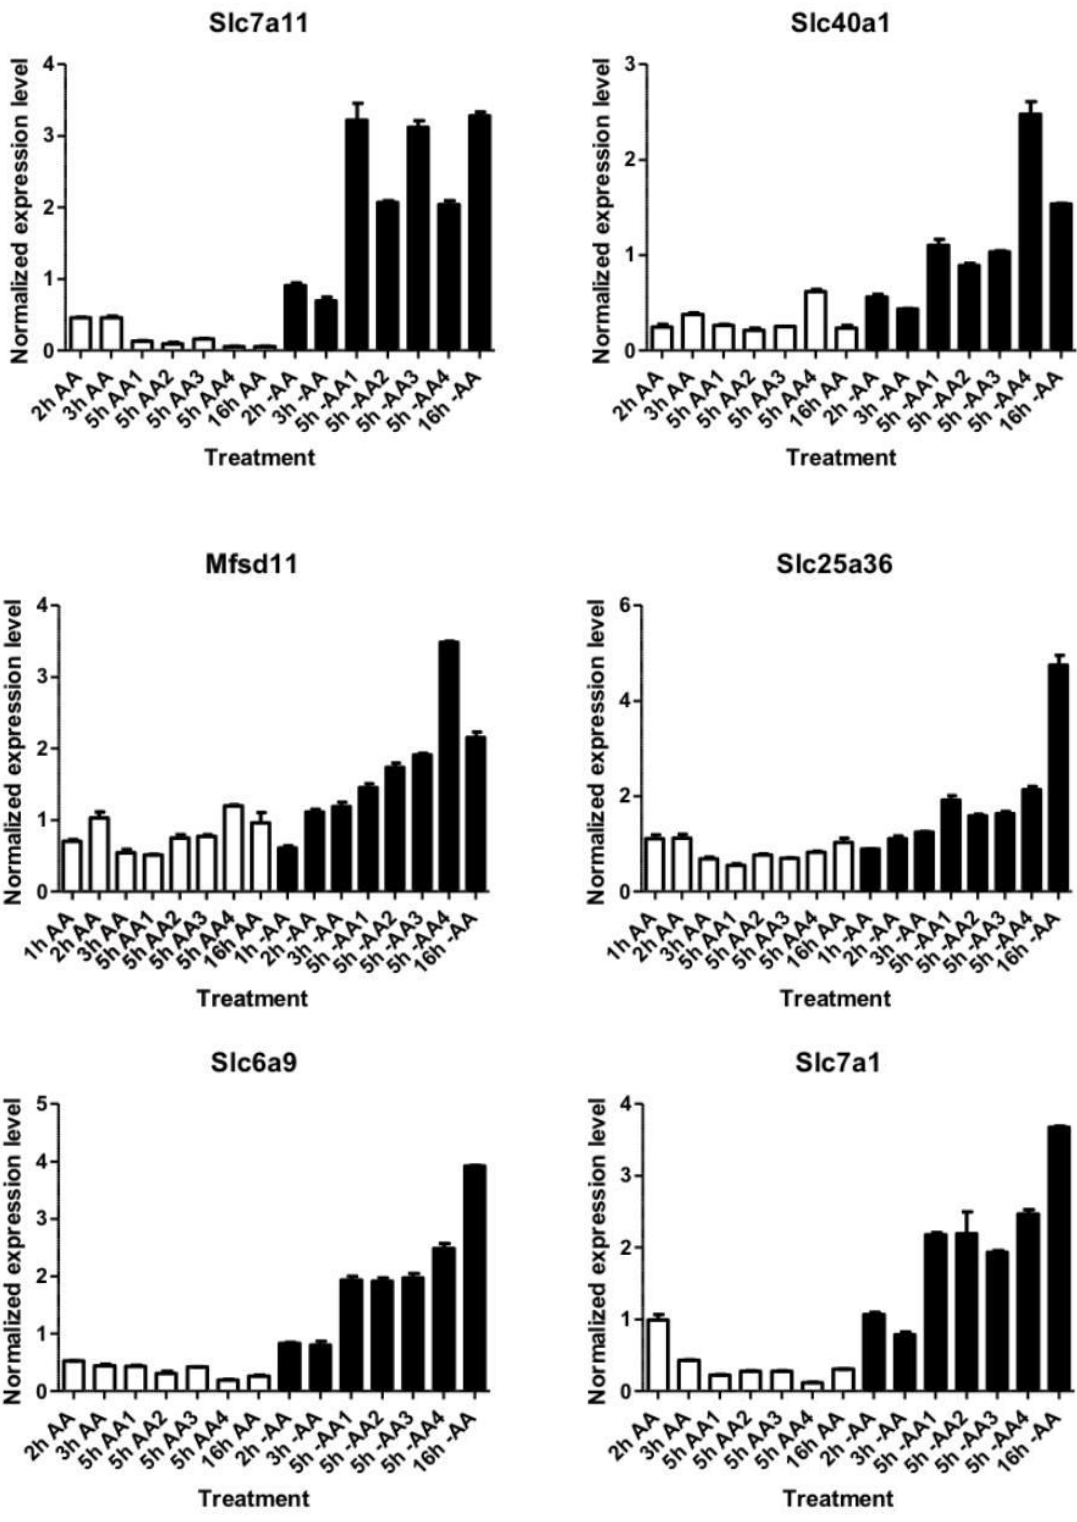 Slc7a11
Normalized expression level
4
3
2
1
0
2h AA
3h AA
5h AA1
5h AA2
5h AA3
5h AA4
16h AA
2h -AA
3h -AA
5h -AA1
5h -AA2
5h -AA3
5h -AA4
16h -AA
Treatment
Slc40a1
Normalized expression level
3
2
1
0
2h AA
3h AA
5h AA1
5h AA2
5h AA3
5h AA4
16h AA
2h -AA
3h -AA
5h -AA1
5h -AA2
5h -AA3
5h -AA4
16h -AA
Treatment
Mfsd11
Normalized expression level
4
3
2
1
0
1h AA
2h AA
3h AA
5h AA1
5h AA2
5h AA3
5h AA4
16h AA
1h -AA
2h -AA
3h -AA
5h -AA1
5h -AA2
5h -AA3
5h -AA4
16h -AA
Treatment
Slc25a36
Normalized expression level
6
4
2
0
1h AA
2h AA
3h AA
5h AA1
5h AA2
5h AA3
5h AA4
16h AA
1h -AA
2h -AA
3h -AA
5h -AA1
5h -AA2
5h -AA3
5h -AA4
16h -AA
Treatment
Slc6a9
Normalized expression level
5
4
3
2
1
0
2h AA
3h AA
5h AA1
5h AA2
5h AA3
5h AA4
16h AA
2h -AA
3h -AA
5h -AA1
5h -AA2
5h -AA3
5h -AA4
16h -AA
Treatment
Slc7a1
Normalized expression level
4
3
2
1
0
2h AA
3h AA
5h AA1
5h AA2
5h AA3
5h AA4
16h AA
2h -AA
3h -AA
5h -AA1
5h -AA2
5h -AA3
5h -AA4
16h -AA
Treatment